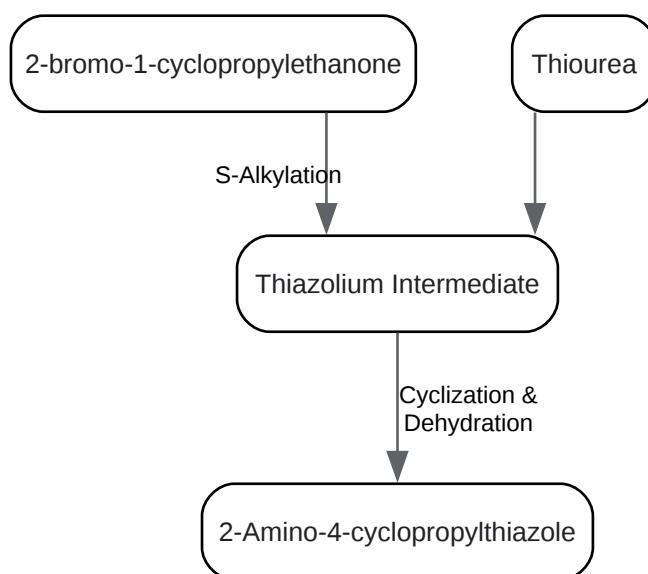 2-bromo-1-cyclopropylethanone
Thiourea
S-Alkylation
Thiazolium Intermediate
Cyclization &
Dehydration
2-Amino-4-cyclopropylthiazole